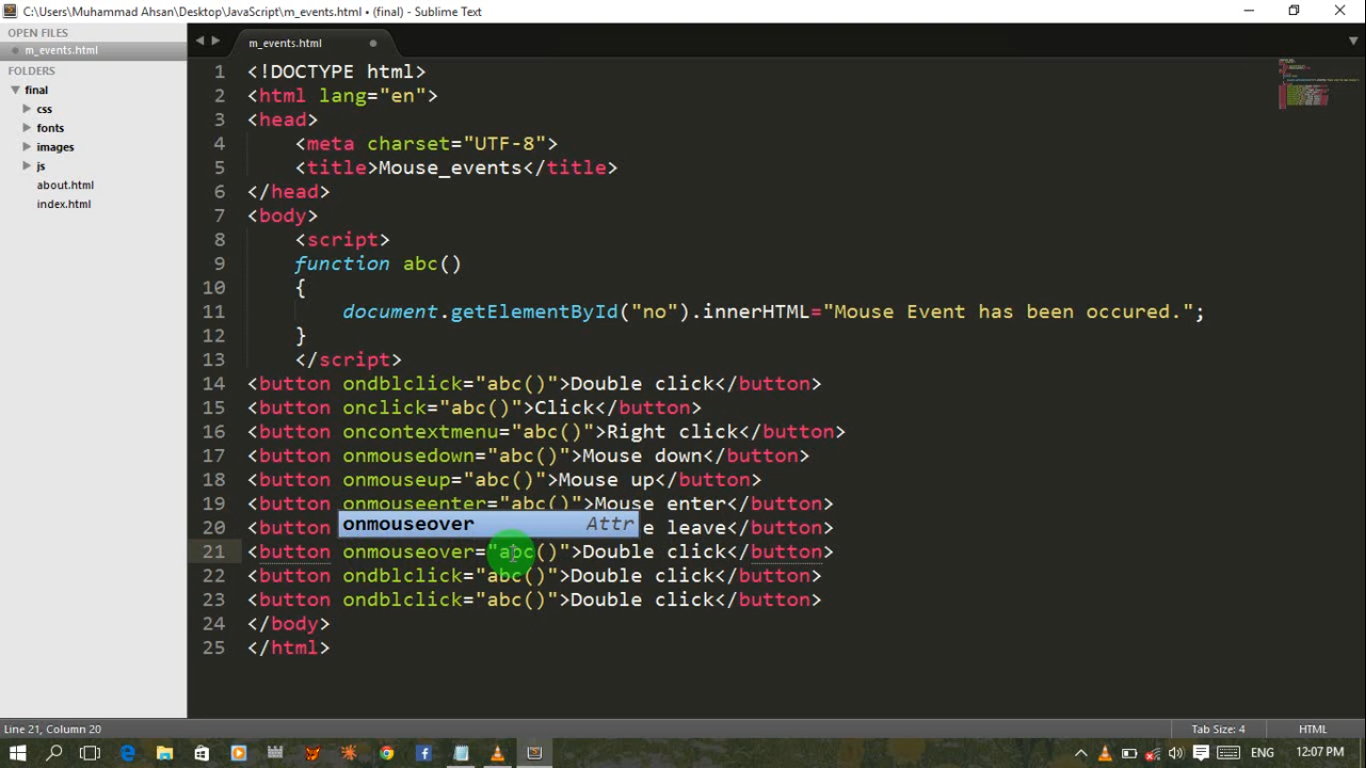 C:\Users\Muhammad Ahsan\Desktop\JavaScript\m_events.html • (final) - Sublime Text
OPEN FILES
m_events.html
FOLDERS
final
css
fonts
images
js
about.html
index.html
m_events.html
1 <!DOCTYPE html>
2 <html lang="en">
3 <head>
4 <meta charset="UTF-8">
5 <title>Mouse_events</title>
6 </head>
7 <body>
8 <script>
9 function abc()
10 {
11 document.getElementById("no").innerHTML="Mouse Event has been occured.";
12 }
13 </script>
14 <button ondblclick="abc()">Double click</button>
15 <button onclick="abc()">Click</button>
16 <button oncontextmenu="abc()">Right click</button>
17 <button onmousedown="abc()">Mouse down</button>
18 <button onmouseup="abc()">Mouse up</button>
19 <button onmouseenter="abc()">Mouse enter</button>
onmouseover Attr
20 <button e leave</button>
21 <button onmouseover="abc()">Double click</button>
22 <button ondblclick="abc()">Double click</button>
23 <button ondblclick="abc()">Double click</button>
24 </body>
25 </html>
Line 21, Column 20
Tab Size: 4
HTML
ENG
12:07 PM